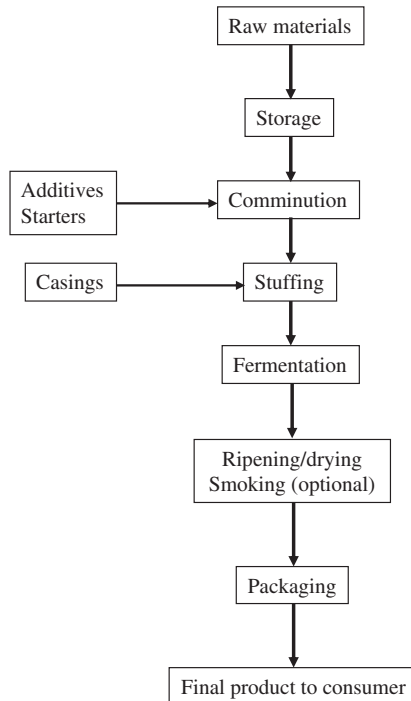 Raw materials
Storage
Additives
Starters
Comminution
Casings
Stuffing
Fermentation
Ripening/drying
Smoking (optional)
Packaging
Final product to consumer